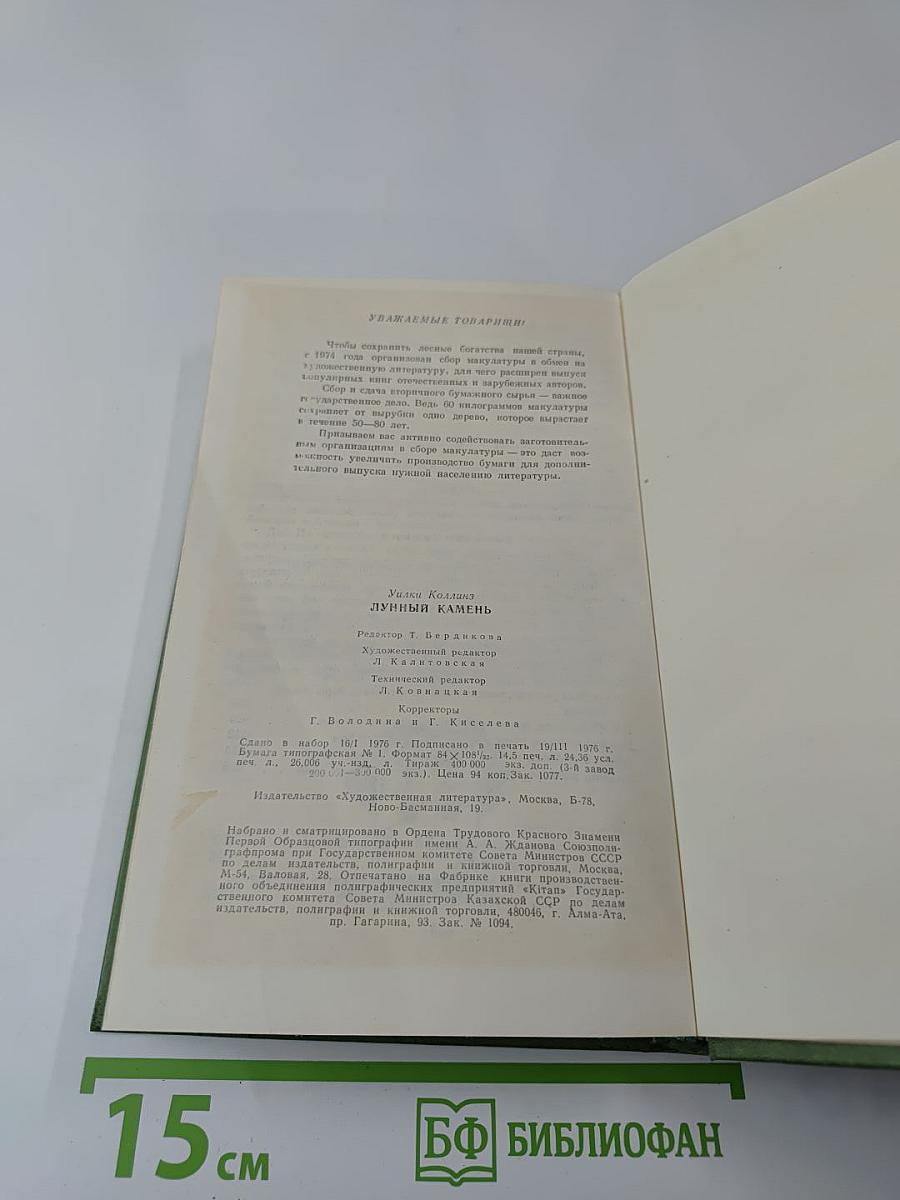 УВАЖАЕМЫЕ ТОВАРИЩИ!
Чтобы сохранить лесные богатства нашей страны,
с 1974 года организован сбор макулатуры в обмен на
художественную литературу, для чего расширен выпуск
популярных книг отечественных и зарубежных авторов.
Сбор и сдача вторичного бумажного сырья — важное
государственное дело. Ведь 60 килограммов макулатуры
сохраняет от вырубки одно дерево, которое вырастает
в течение 50—80 лет.
Призываем вас активно содействовать заготовитель-
ным организациям в сборе макулатуры — это даст воз-
можность увеличить производство бумаги для дополни-
тельного выпуска нужной населению литературы.
Уилки Коллинз
ЛУННЫЙ КАМЕНЬ
Редактор Т. Бердикова
Художественный редактор
Л. Калитовская
Технический редактор
Л. Ковнацкая
Корректоры
Г. Володина и Г. Киселева
Сдано в набор 16/I 1976 г. Подписано в печать 19/III 1976 г.
Бумага типографская № 1. Формат 84×108¹/₃₂. 14,5 печ. л. 24,36 усл.
печ. л., 26,006 уч.-изд. л. Тираж 400 000 экз. доп. (3-й завод
200 001—300 000 экз.). Цена 94 коп. Зак. 1077.
Издательство «Художественная литература», Москва, Б-78,
Ново-Басманная, 19.
Набрано и сматрицировано в Ордена Трудового Красного Знамени
Первой Образцовой типографии имени А. А. Жданова Союзполи-
графпрома при Государственном комитете Совета Министров СССР
по делам издательств, полиграфии и книжной торговли, Москва,
М-54, Валовая, 28. Отпечатано на Фабрике книги производствен-
ного объединения полиграфических предприятий «Кiтап» Государ-
ственного комитета Совета Министров Казахской ССР по делам
издательств, полиграфии и книжной торговли, 480046, г. Алма-Ата,
пр. Гагарина, 93. Зак. № 1094.
15 см
БФ БИБЛИОФАН